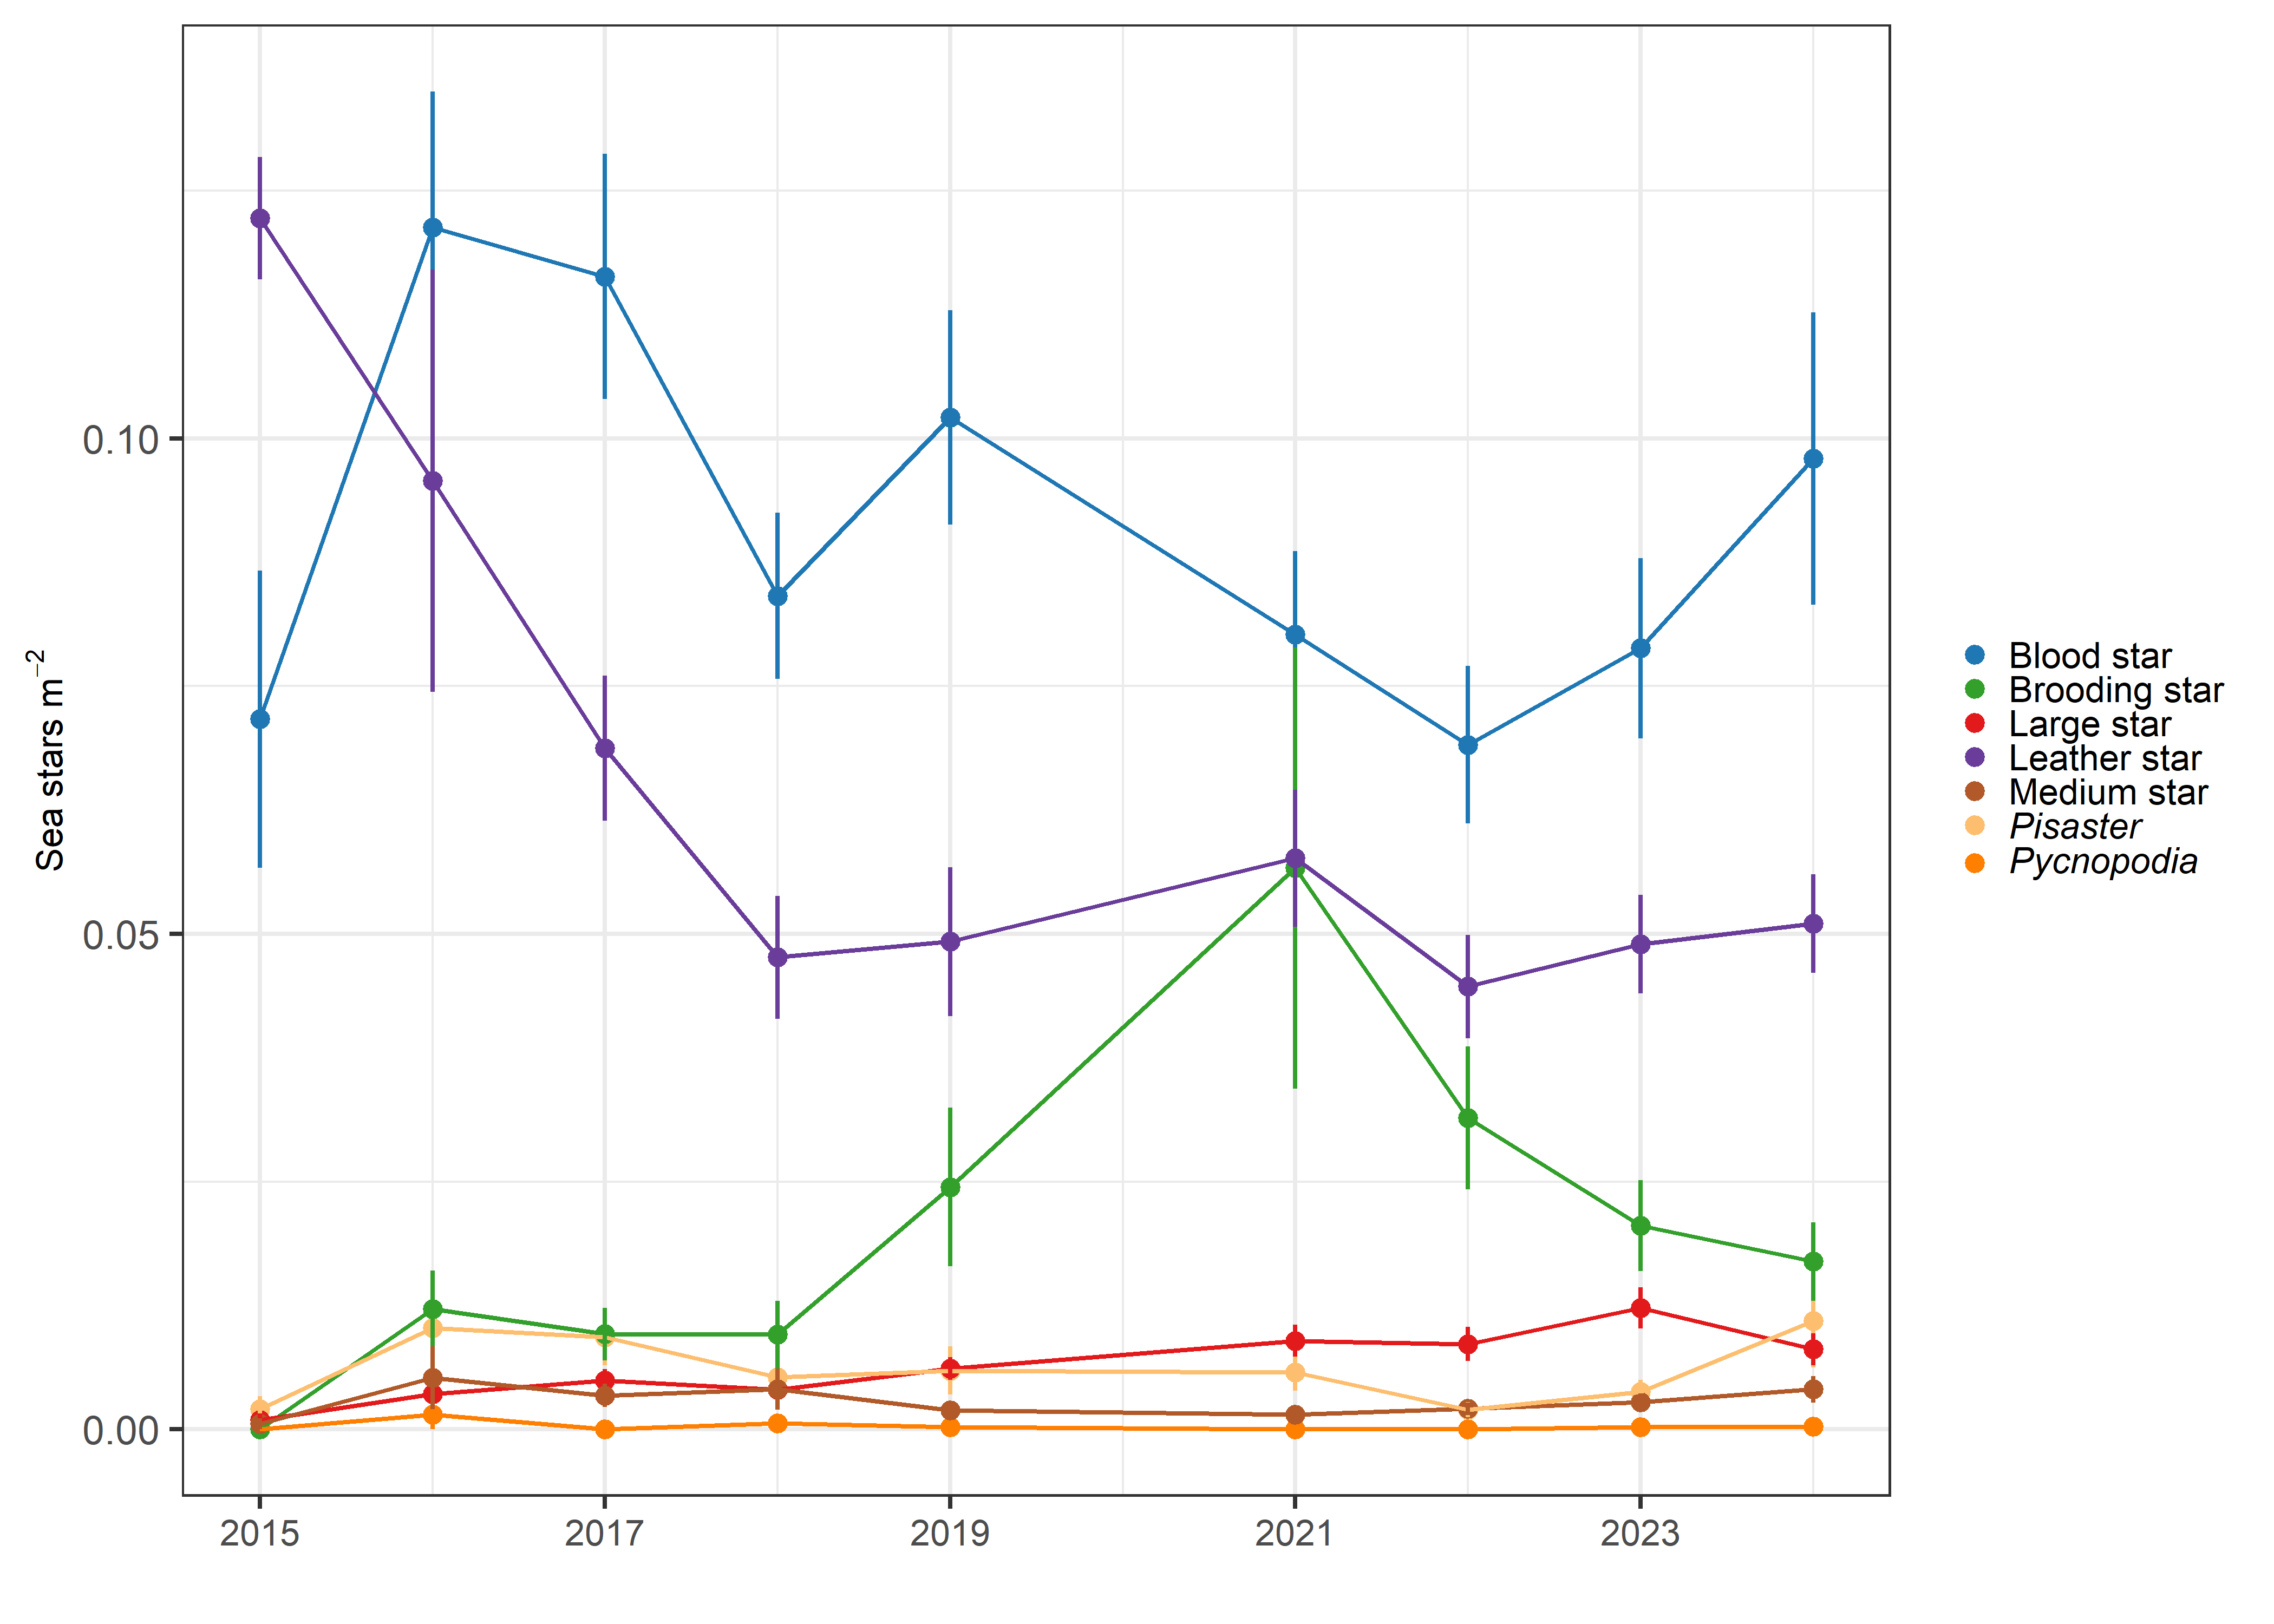 Sea stars m⁻²
0.10
0.05
0.00
2015
2017
2019
2021
2023
Blood star
Brooding star
Large star
Leather star
Medium star
Pisaster
Pycnopodia